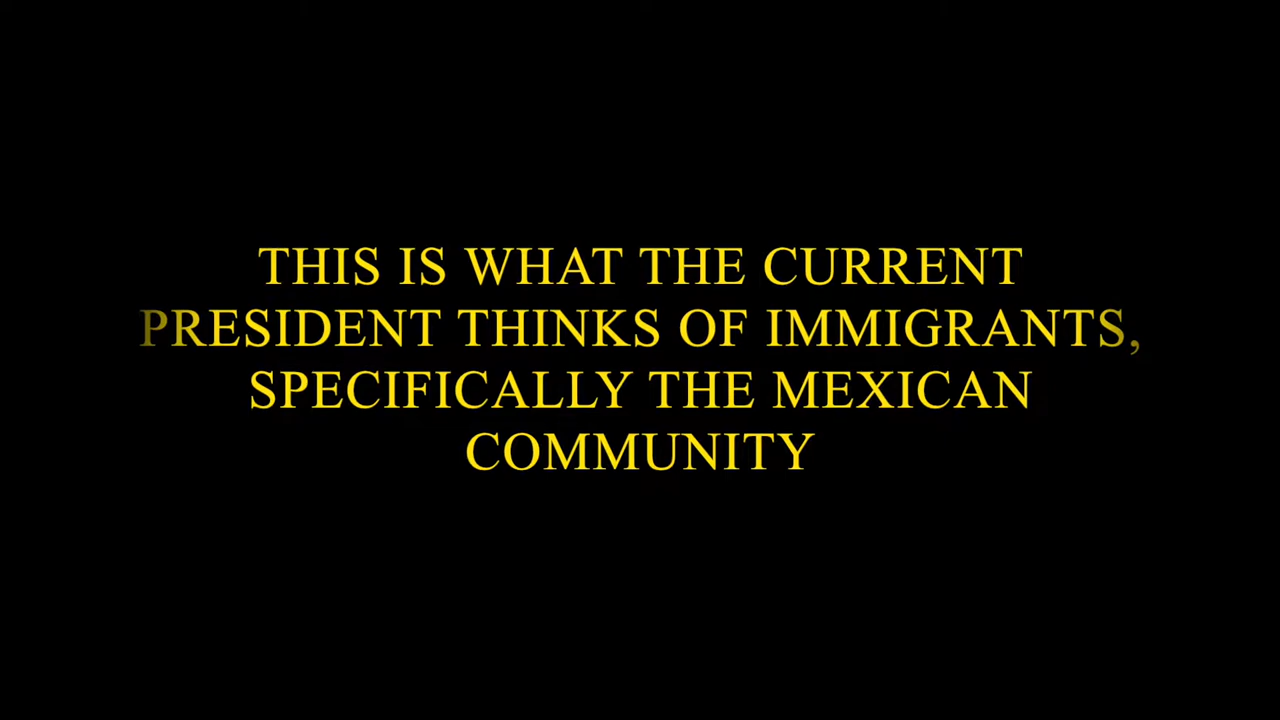 THIS IS WHAT THE CURRENT
PRESIDENT THINKS OF IMMIGRANTS,
SPECIFICALLY THE MEXICAN
COMMUNITY